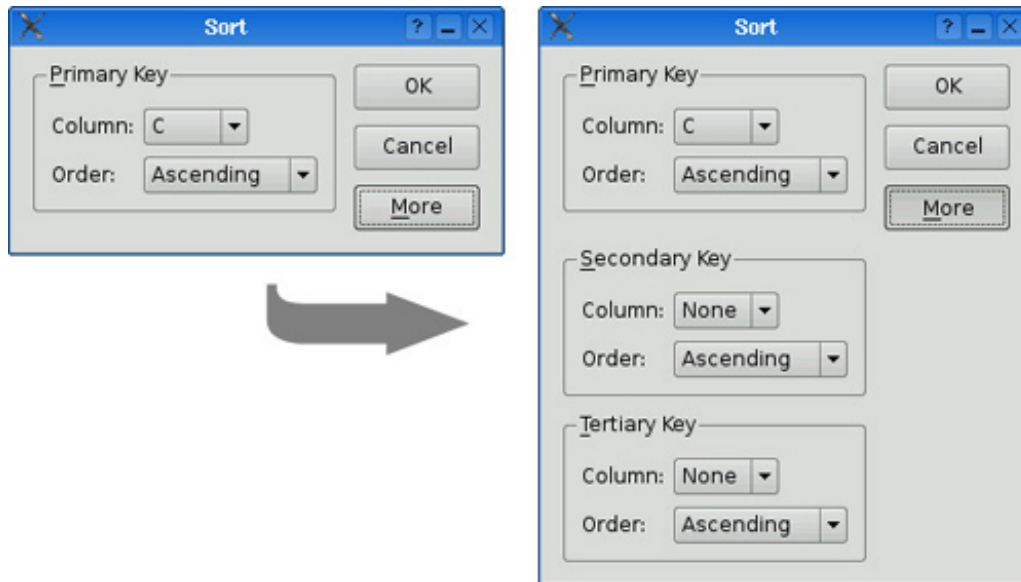 Sort
Primary Key
OK
Column: C
Cancel
Order: Ascending
More
Sort
Primary Key
OK
Column: C
Cancel
Order: Ascending
More
Secondary Key
Column: None
Order: Ascending
Tertiary Key
Column: None
Order: Ascending